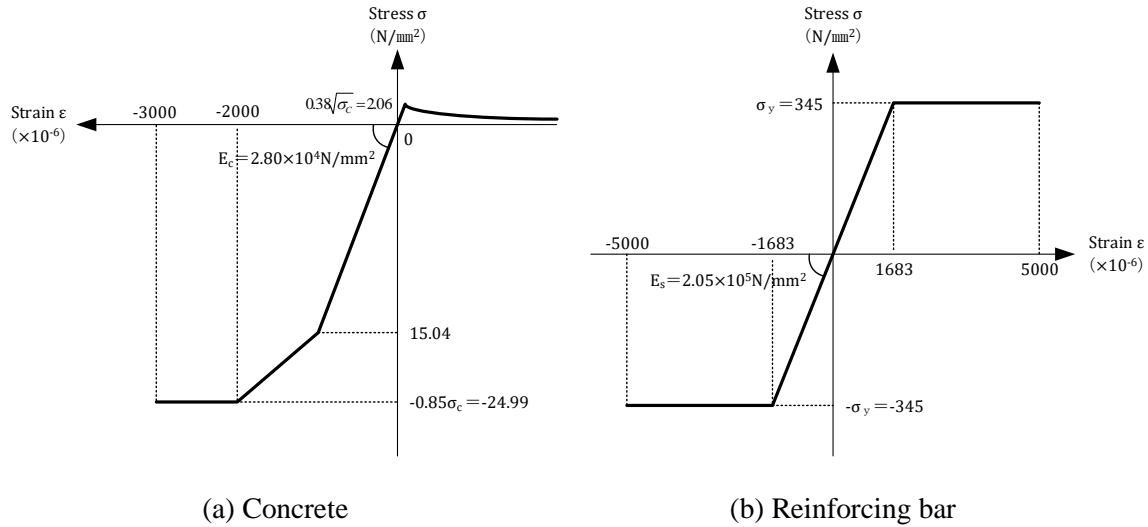 Stress σ
(N/㎜²)
Strain ε
(×10⁻⁶)
-3000
-2000
0.38√σc＝2.06
0
Ec＝2.80×10⁴N/mm²
15.04
-0.85σc＝-24.99
(a) Concrete
Stress σ
(N/㎜²)
σy＝345
-5000
-1683
Strain ε
(×10⁻⁶)
1683
5000
Es＝2.05×10⁵N/mm²
-σy＝-345
(b) Reinforcing bar